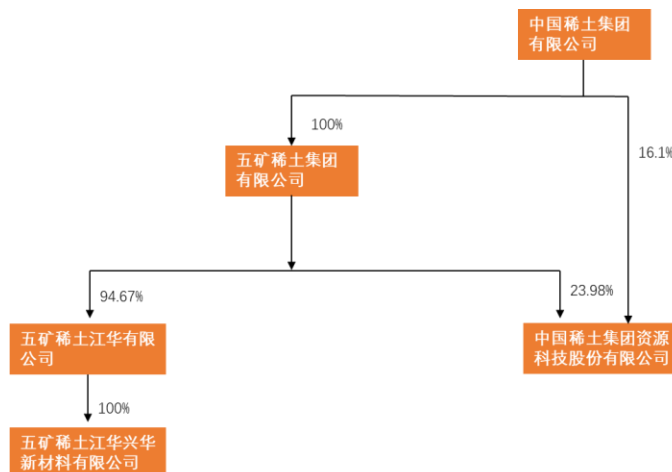 中国稀土集团
有限公司
100%
16.1%
五矿稀土集团
有限公司
94.67%
23.98%
五矿稀土江华有限
公司
中国稀土集团资源
科技股份有限公司
100%
五矿稀土江华兴华
新材料有限公司